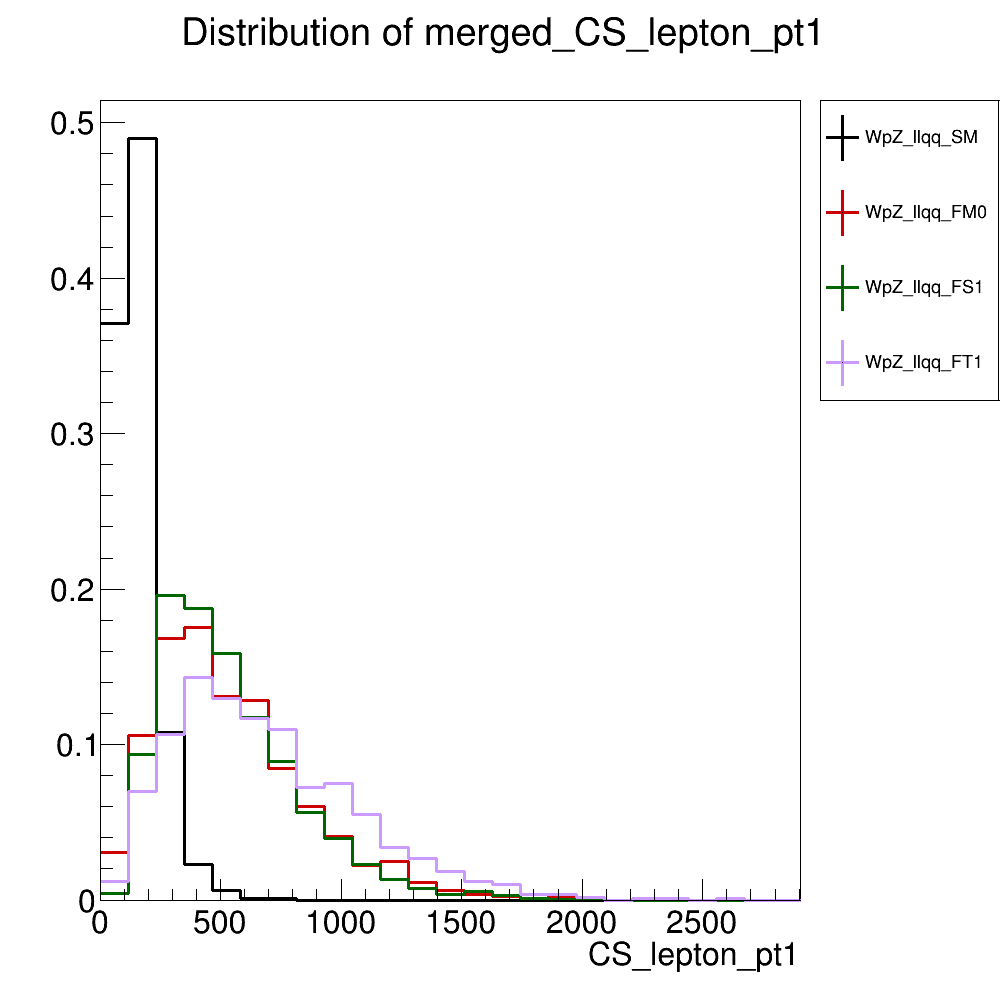 Distribution of merged_CS_lepton_pt1
0.5
0.4
0.3
0.2
0.1
0
0 500 1000 1500 2000 2500
CS_lepton_pt1
WpZ_llqq_SM
WpZ_llqq_FM0
WpZ_llqq_FS1
WpZ_llqq_FT1